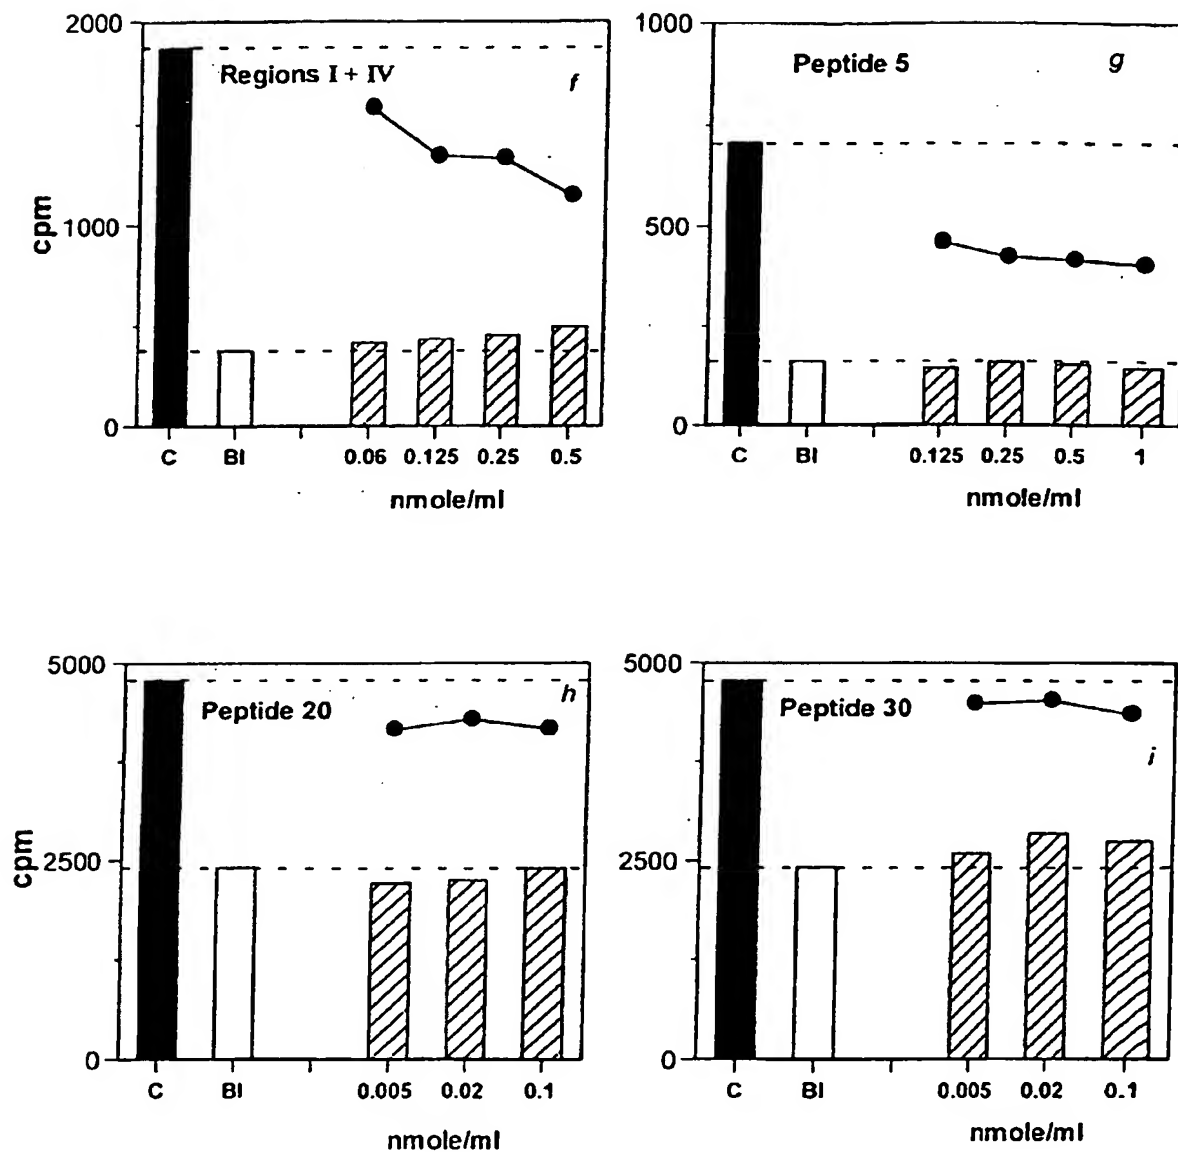 2000
1000
0
cpm
Regions I + IV
f
C BI 0.06 0.125 0.25 0.5
nmole/ml
1000
500
0
Peptide 5
g
C BI 0.125 0.25 0.5 1
nmole/ml
5000
2500
0
cpm
Peptide 20
h
C BI 0.005 0.02 0.1
nmole/ml
5000
2500
0
Peptide 30
i
C BI 0.005 0.02 0.1
nmole/ml